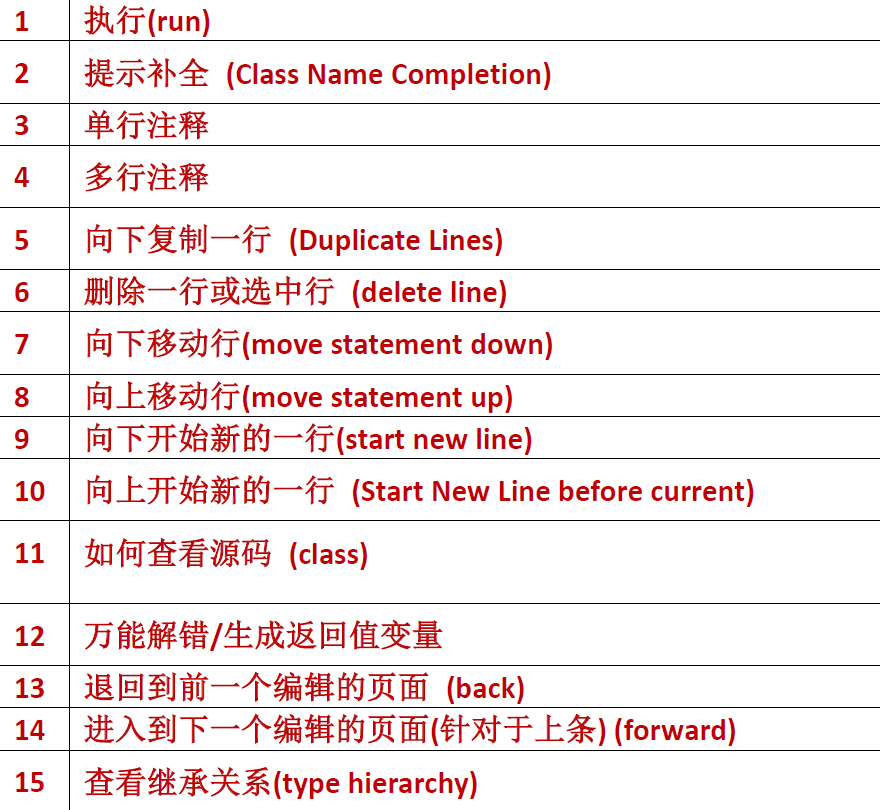 1 执行(run)
2 提示补全 (Class Name Completion)
3 单行注释
4 多行注释
5 向下复制一行 (Duplicate Lines)
6 删除一行或选中行 (delete line)
7 向下移动行(move statement down)
8 向上移动行(move statement up)
9 向下开始新的一行(start new line)
10 向上开始新的一行 (Start New Line before current)
11 如何查看源码 (class)
12 万能解错/生成返回值变量
13 退回到前一个编辑的页面 (back)
14 进入到下一个编辑的页面(针对于上条) (forward)
15 查看继承关系(type hierarchy)